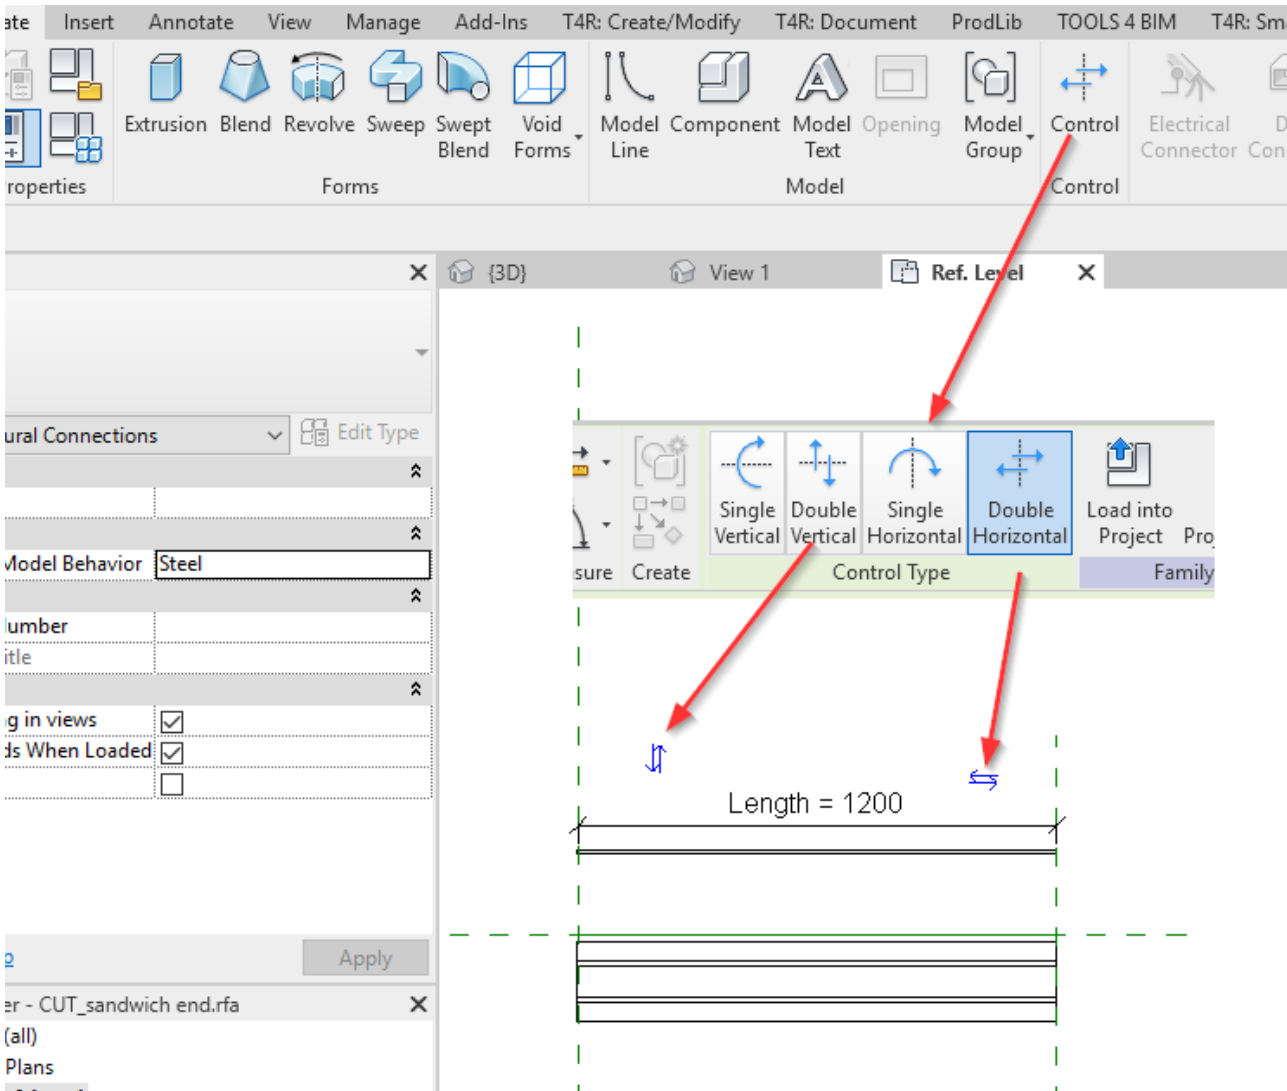 ate Insert Annotate View Manage Add-Ins T4R: Create/Modify T4R: Document ProdLib TOOLS 4 BIM T4R: Sm
Extrusion Blend Revolve Sweep Swept Blend Void Forms Model Line Component Model Text Opening Model Group Control Electrical Connector Con
roperties Forms Model Control
{3D} View 1 Ref. Level
ural Connections Edit Type
Model Behavior Steel
lumber
itle
g in views
ds When Loaded
Single Vertical Double Vertical Single Horizontal Double Horizontal Load into Project Pro
sure Create Control Type Family
Length = 1200
Apply
er - CUT_sandwich end.rfa
(all)
Plans